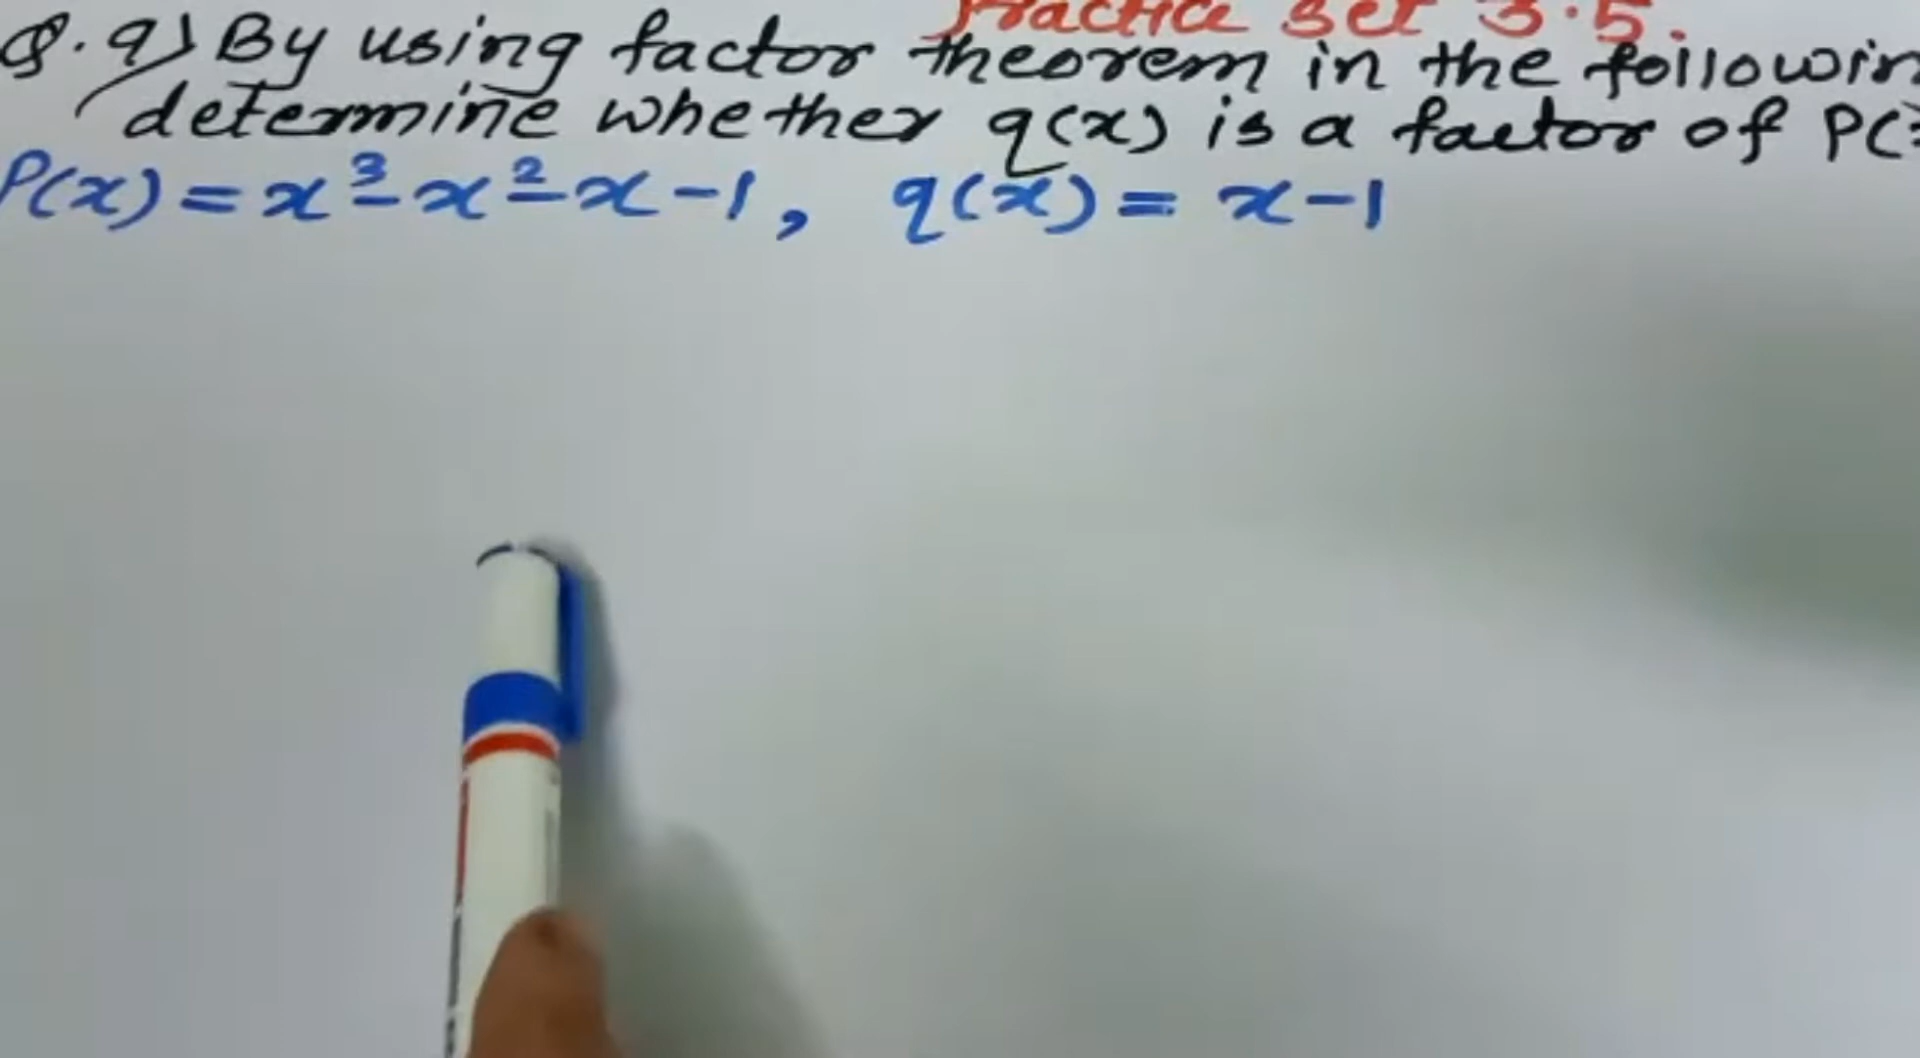 Practice Set 3.5.
Q.9) By using factor theorem in the followin
determine whether q(x) is a factor of P(
P(x) = x³ - x² - x - 1, q(x) = x - 1